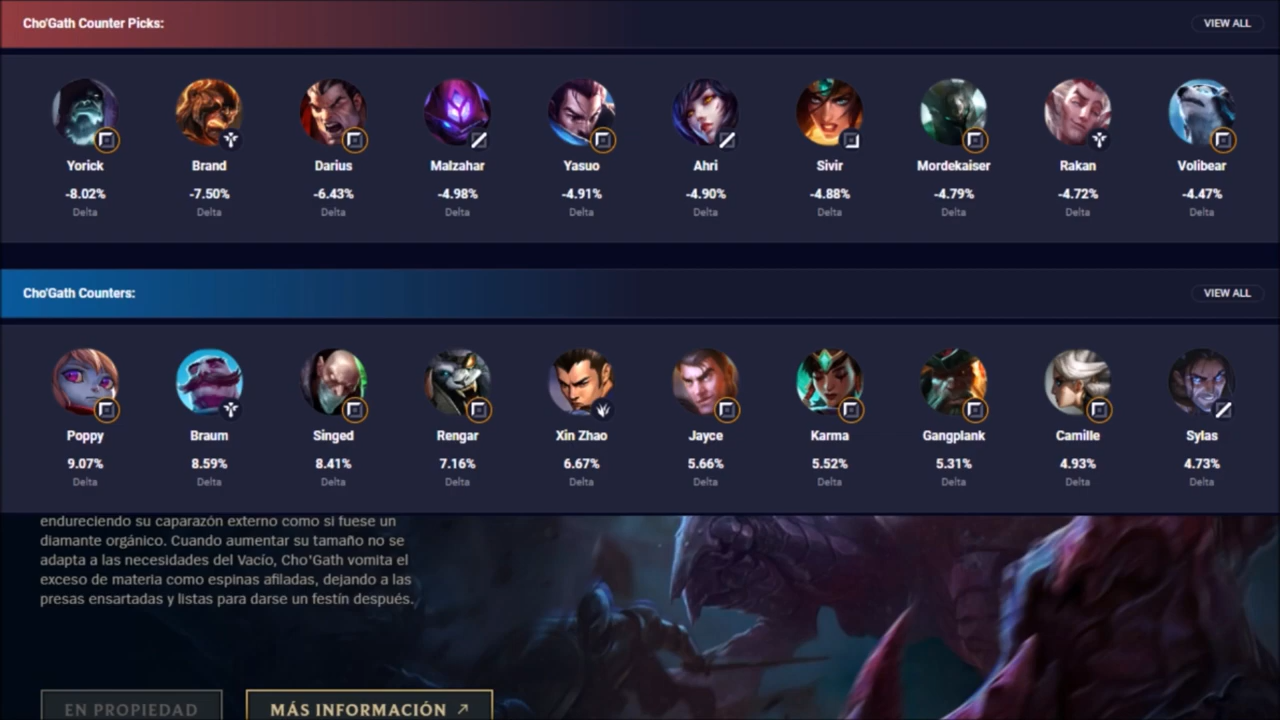 Cho'Gath Counter Picks:
VIEW ALL
Yorick Brand Darius Malzahar Yasuo Ahri Sivir Mordekaiser Rakan Volibear
-8.02% -7.50% -6.43% -4.98% -4.91% -4.90% -4.88% -4.79% -4.72% -4.47%
Delta Delta Delta Delta Delta Delta Delta Delta Delta Delta
Cho'Gath Counters:
VIEW ALL
Poppy Braum Singed Rengar Xin Zhao Jayce Karma Gangplank Camille Sylas
9.07% 8.59% 8.41% 7.16% 6.67% 5.66% 5.52% 5.31% 4.93% 4.73%
Delta Delta Delta Delta Delta Delta Delta Delta Delta Delta
endureciendo su caparazón externo como si fuese un
diamante orgánico. Cuando aumentar su tamaño no se
adapta a las necesidades del Vacío, Cho'Gath vomita el
exceso de materia como espinas afiladas, dejando a las
presas ensartadas y listas para darse un festín después.
EN PROPIEDAD
MÁS INFORMACIÓN